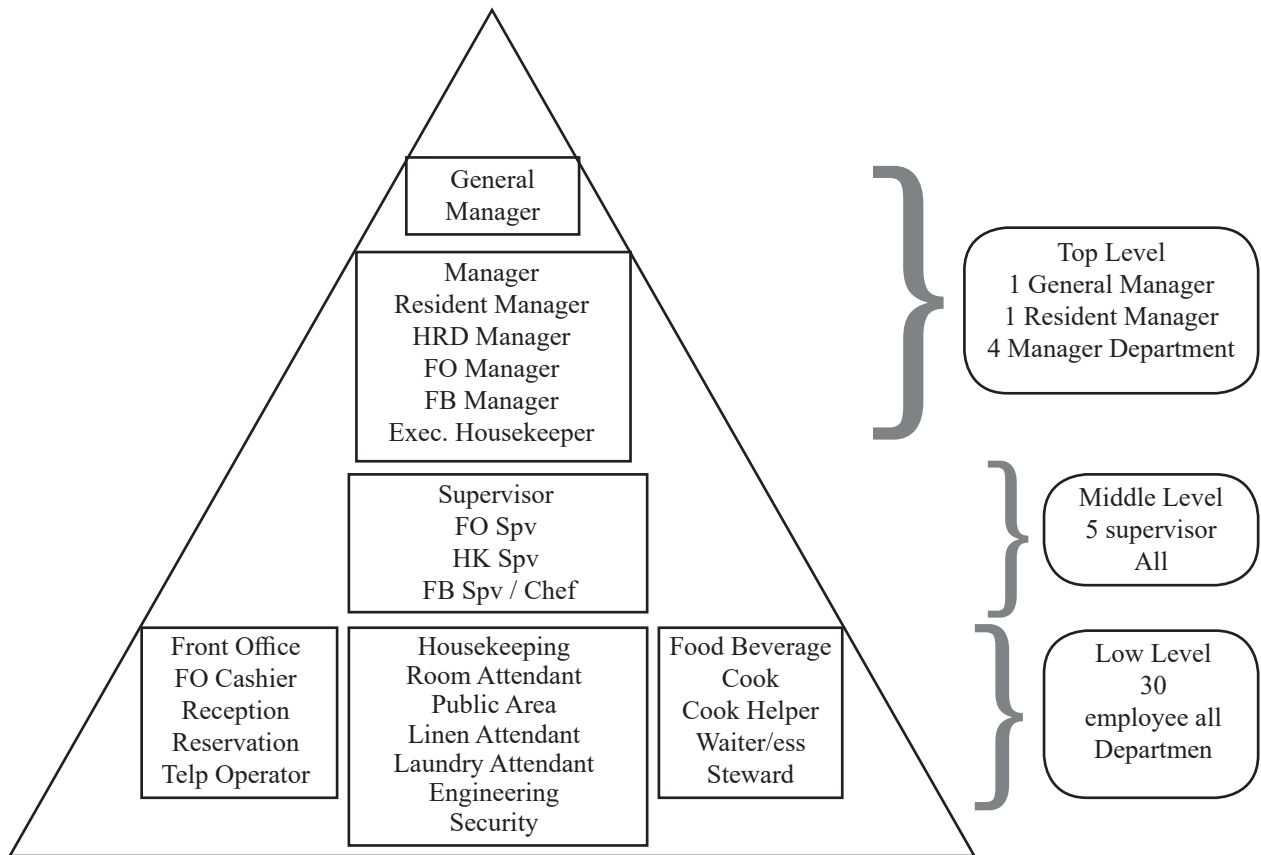 General
Manager
Manager
Resident Manager
HRD Manager
FO Manager
FB Manager
Exec. Housekeeper
Top Level
1 General Manager
1 Resident Manager
4 Manager Department
Supervisor
FO Spv
HK Spv
FB Spv / Chef
Middle Level
5 supervisor
All
Front Office
FO Cashier
Reception
Reservation
Telp Operator
Housekeeping
Room Attendant
Public Area
Linen Attendant
Laundry Attendant
Engineering
Security
Food Beverage
Cook
Cook Helper
Waiter/ess
Steward
Low Level
30
employee all
Departmen